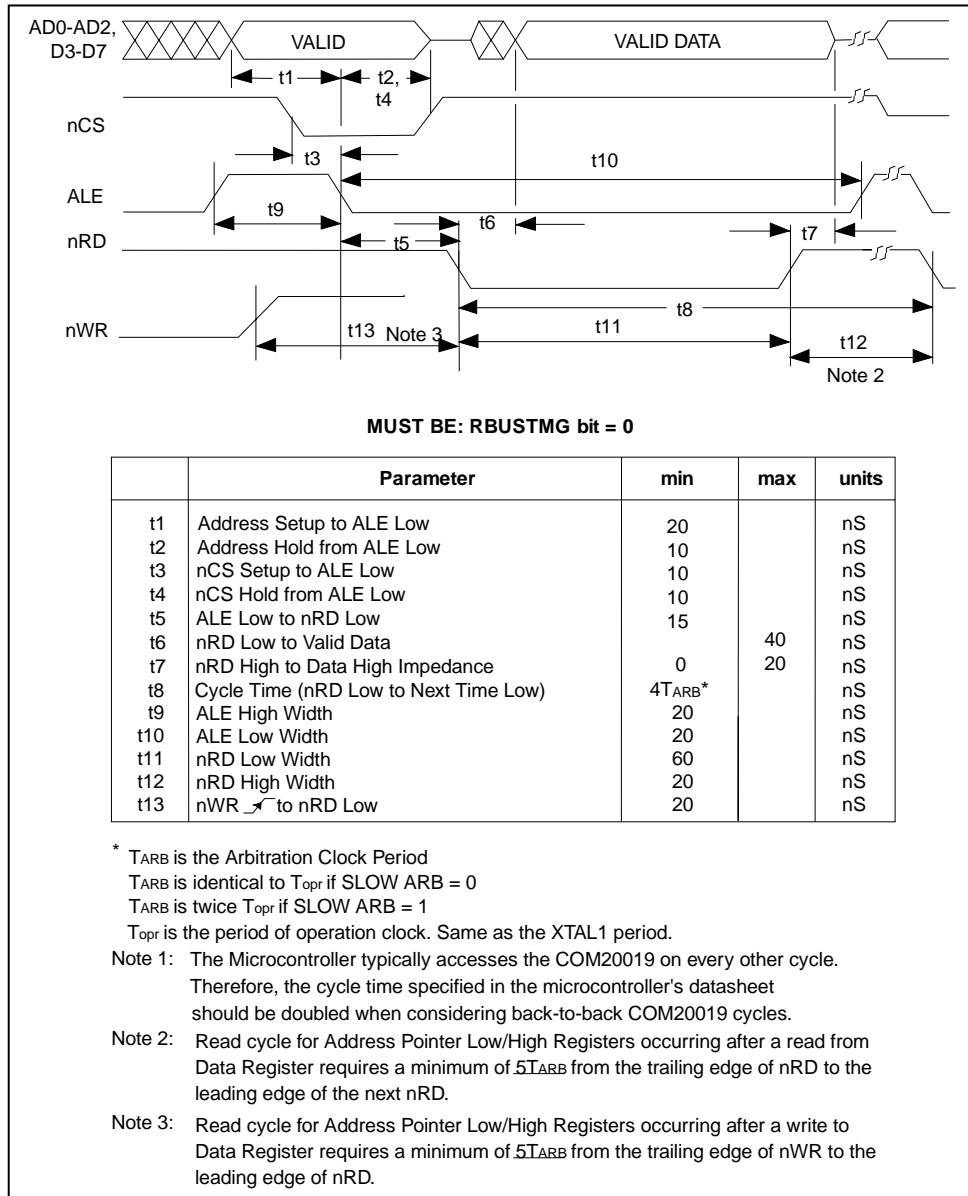 AD0-AD2,
D3-D7
VALID
VALID DATA
t1
t2,
t4
nCS
t3
t10
ALE
t9
t6
nRD
t5
t7
t8
nWR
t13
Note 3
t11
t12
Note 2
MUST BE: RBUSTMG bit = 0
Parameter min max units
t1 Address Setup to ALE Low 20 nS
t2 Address Hold from ALE Low 10 nS
t3 nCS Setup to ALE Low 10 nS
t4 nCS Hold from ALE Low 10 nS
t5 ALE Low to nRD Low 15 nS
t6 nRD Low to Valid Data 40 nS
t7 nRD High to Data High Impedance 0 20 nS
t8 Cycle Time (nRD Low to Next Time Low) 4TARB* nS
t9 ALE High Width 20 nS
t10 ALE Low Width 20 nS
t11 nRD Low Width 60 nS
t12 nRD High Width 20 nS
t13 nWR to nRD Low 20 nS
* TARB is the Arbitration Clock Period
TARB is identical to Topr if SLOW ARB = 0
TARB is twice Topr if SLOW ARB = 1
Topr is the period of operation clock. Same as the XTAL1 period.
Note 1: The Microcontroller typically accesses the COM20019 on every other cycle.
Therefore, the cycle time specified in the microcontroller's datasheet
should be doubled when considering back-to-back COM20019 cycles.
Note 2: Read cycle for Address Pointer Low/High Registers occurring after a read from
Data Register requires a minimum of 5TARB from the trailing edge of nRD to the
leading edge of the next nRD.
Note 3: Read cycle for Address Pointer Low/High Registers occurring after a write to
Data Register requires a minimum of 5TARB from the trailing edge of nWR to the
leading edge of nRD.